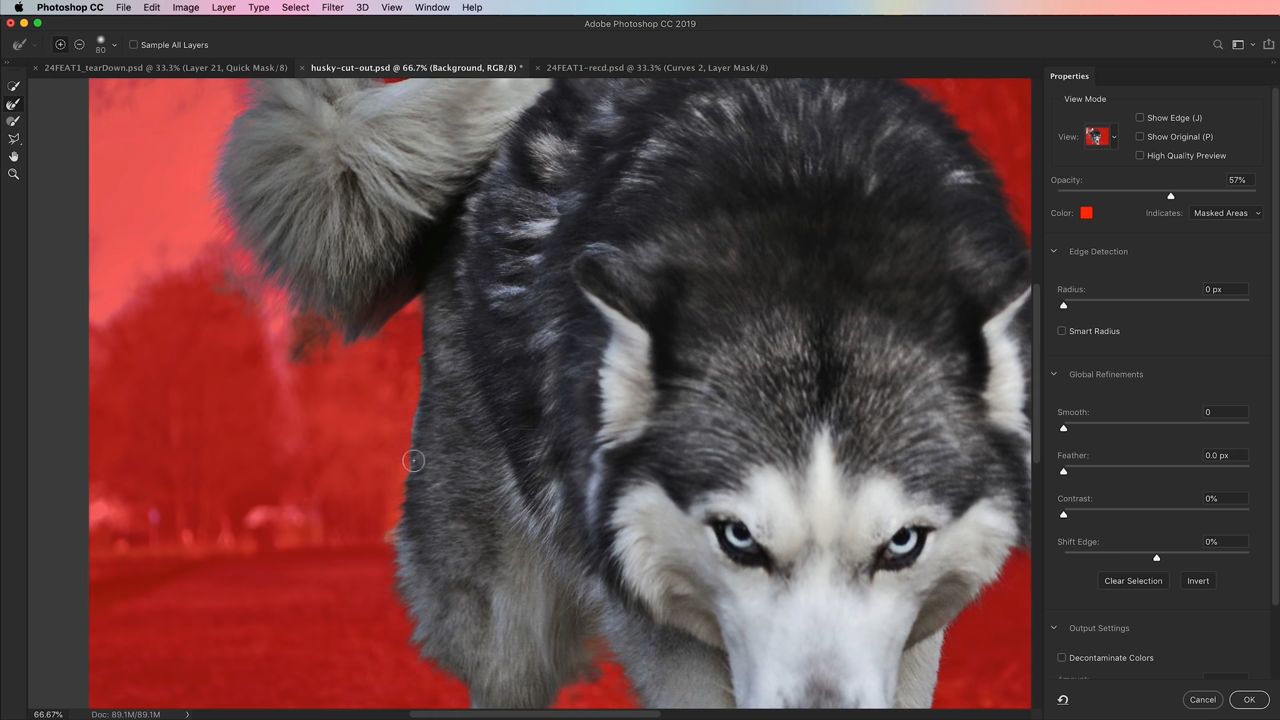 Photoshop CC File Edit Image Layer Type Select Filter 3D View Window Help
Adobe Photoshop CC 2019
80 Sample All Layers
24FEAT1_tearDown.psd @ 33.3% (Layer 21, Quick Mask/8) husky-cut-out.psd @ 66.7% (Background, RGB/8) * 24FEAT1-recd.psd @ 33.3% (Curves 2, Layer Mask/8)
Properties
View Mode
Show Edge (J)
View:
Show Original (P)
High Quality Preview
Opacity: 57%
Color: Indicates: Masked Areas
Edge Detection
Radius: 0 px
Smart Radius
Global Refinements
Smooth: 0
Feather: 0.0 px
Contrast: 0%
Shift Edge: 0%
Clear Selection Invert
Output Settings
Decontaminate Colors
Cancel OK
66.67% Doc: 89.1M/89.1M